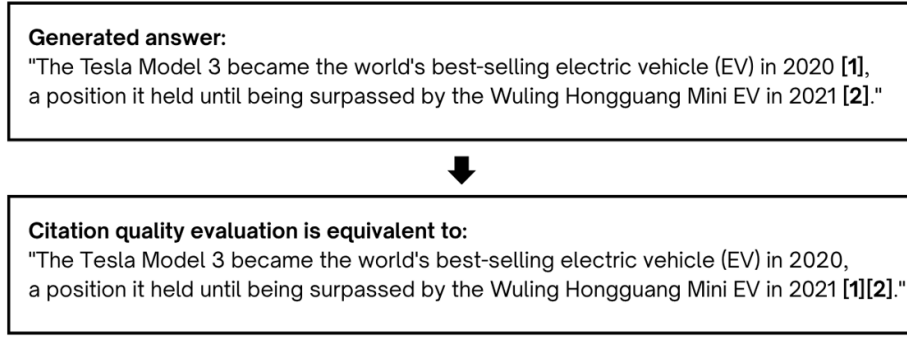 Generated answer:
"The Tesla Model 3 became the world's best-selling electric vehicle (EV) in 2020 [1],
a position it held until being surpassed by the Wuling Hongguang Mini EV in 2021 [2]."
Citation quality evaluation is equivalent to:
"The Tesla Model 3 became the world's best-selling electric vehicle (EV) in 2020,
a position it held until being surpassed by the Wuling Hongguang Mini EV in 2021 [1][2]."